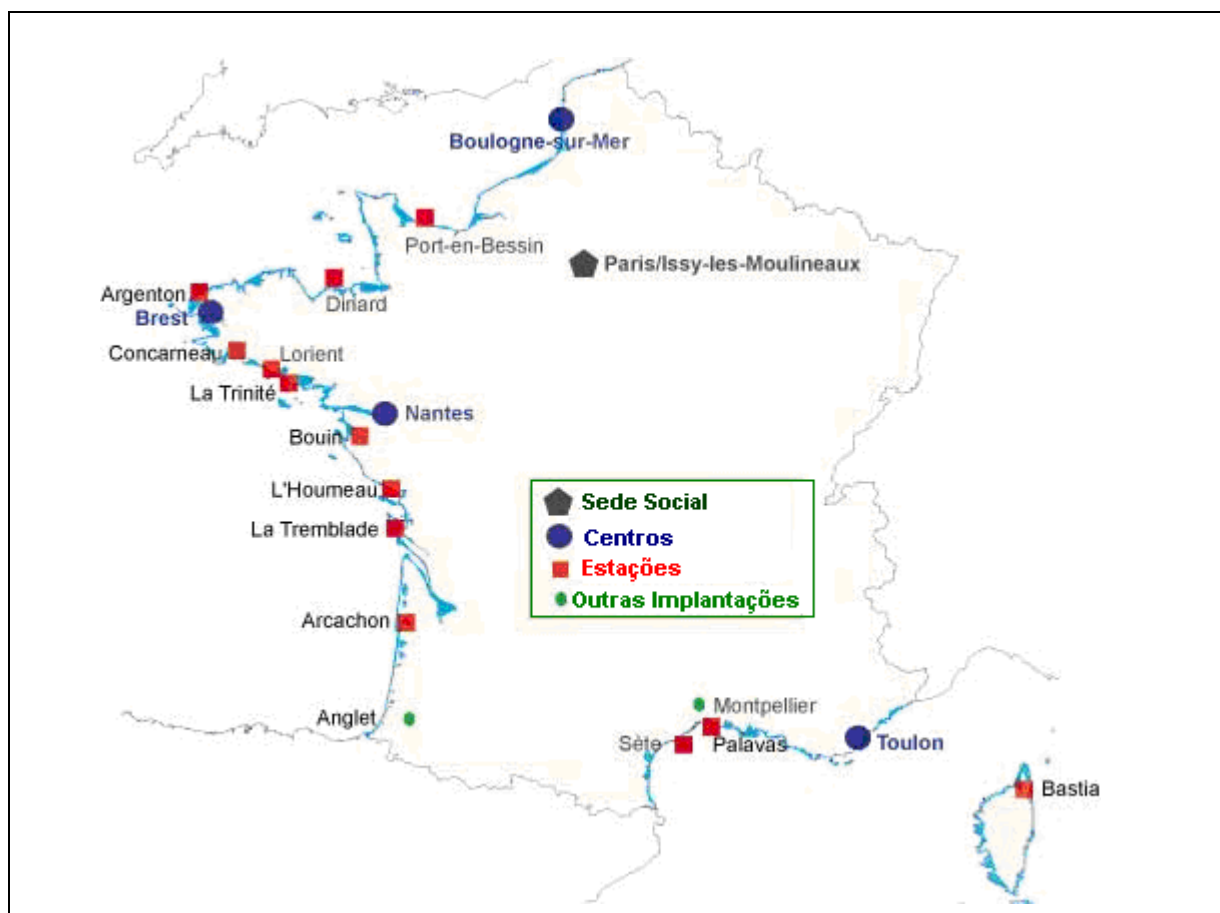 Boulogne-sur-Mer
Port-en-Bessin
Paris/Issy-les-Moulineaux
Dinard
Argenton
Brest
Concarneau
Lorient
La Trinité
Nantes
Bouin
L'Houmeau
La Tremblade
Sede Social
Centros
Estações
Outras Implantações
Arcachon
Anglet
Montpellier
Sète
Palavas
Toulon
Bastia